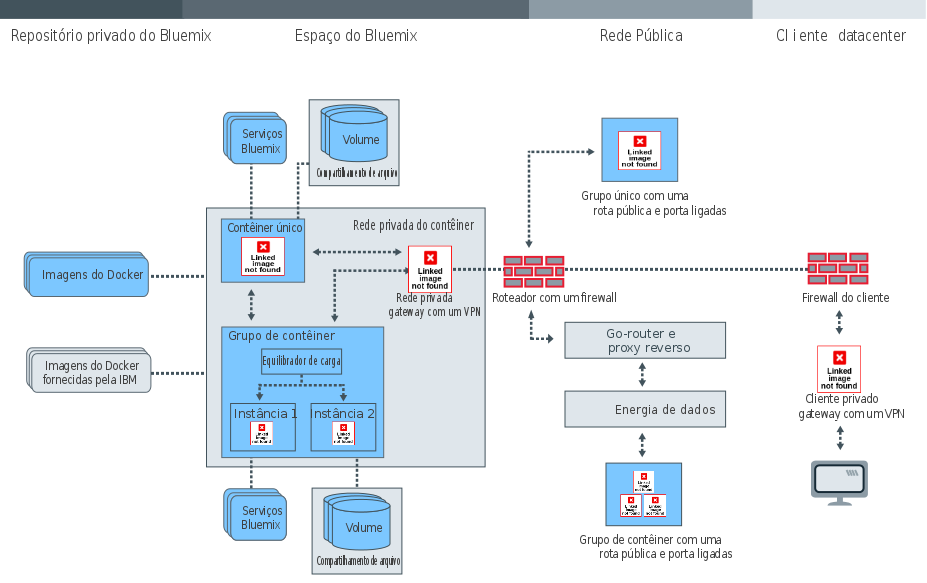 Repositório privado do Bluemix
Espaço do Bluemix
Rede Pública
Cliente datacenter
Serviços
Bluemix
Volume
Compartilhamento de arquivo
Linked
image
not found
Grupo único com uma
rota pública e porta ligadas
Contêiner único
Linked
image
not found
Rede privada do contêiner
Linked
image
not found
Rede privada
gateway com um VPN
Imagens do Docker
Roteador com um firewall
Firewall do cliente
Grupo de contêiner
Equilibrador de carga
Instância 1
Linked
image
not found
Instância 2
Linked
image
not found
Imagens do Docker
fornecidas pela IBM
Go-router e
proxy reverso
Energia de dados
Linked
image
not found
Cliente privado
gateway com um VPN
Serviços
Bluemix
Volume
Compartilhamento de arquivo
Linked
image
not found
Linked
image
not found
Linked
image
not found
Grupo de contêiner com uma
rota pública e porta ligadas